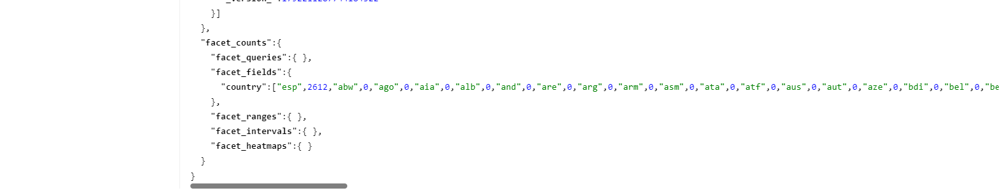 }]
},
"facet_counts":{
"facet_queries":{ },
"facet_fields":{
"country":["esp",2612,"abw",0,"ago",0,"aia",0,"alb",0,"and",0,"are",0,"arg",0,"arm",0,"asm",0,"ata",0,"atf",0,"aus",0,"aut",0,"aze",0,"bdi",0,"bel",0,"be
},
"facet_ranges":{ },
"facet_intervals":{ },
"facet_heatmaps":{ }
}
}